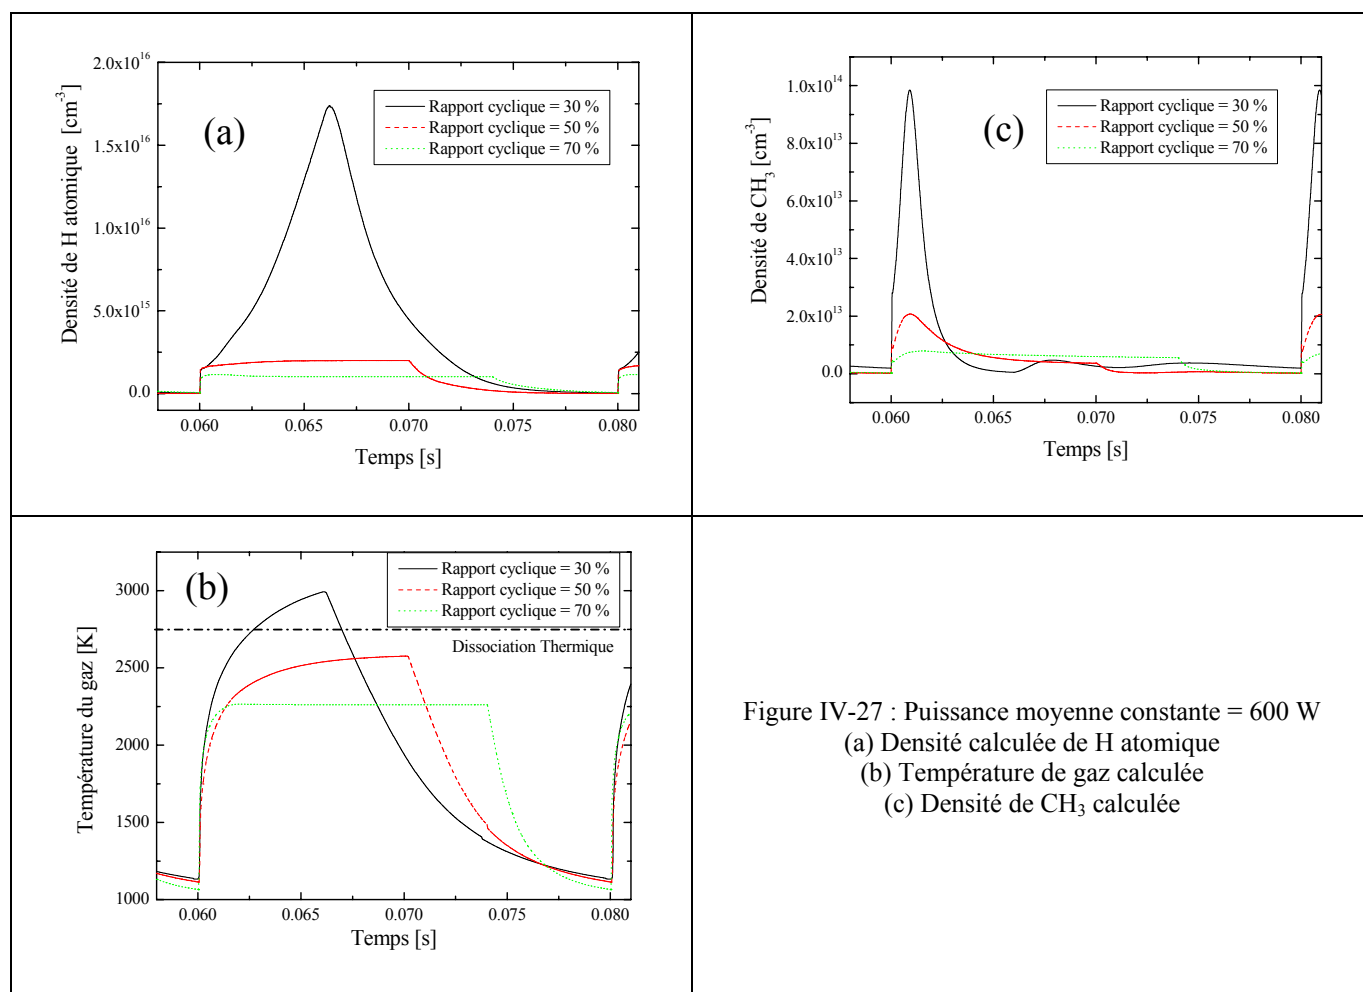 2.0x10^16
1.5x10^16
1.0x10^16
5.0x10^15
0.0
Densité de H atomique [cm^-3]
(a)
Rapport cyclique = 30 %
Rapport cyclique = 50 %
Rapport cyclique = 70 %
0.060
0.065
0.070
0.075
0.080
Temps [s]
1.0x10^14
8.0x10^13
6.0x10^13
4.0x10^13
2.0x10^13
0.0
Densité de CH_3 [cm^-3]
(c)
Rapport cyclique = 30 %
Rapport cyclique = 50 %
Rapport cyclique = 70 %
0.060
0.065
0.070
0.075
0.080
Temps [s]
3000
2500
2000
1500
1000
Température du gaz [K]
(b)
Rapport cyclique = 30 %
Rapport cyclique = 50 %
Rapport cyclique = 70 %
Dissociation Thermique
0.060
0.065
0.070
0.075
0.080
Temps [s]
Figure IV-27 : Puissance moyenne constante = 600 W
(a) Densité calculée de H atomique
(b) Température de gaz calculée
(c) Densité de CH3 calculée